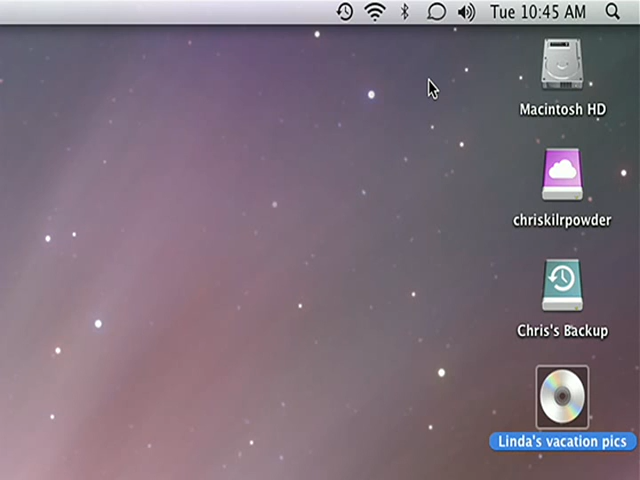 Tue 10:45 AM
Macintosh HD
chriskilrpowder
Chris's Backup
Linda's vacation pics